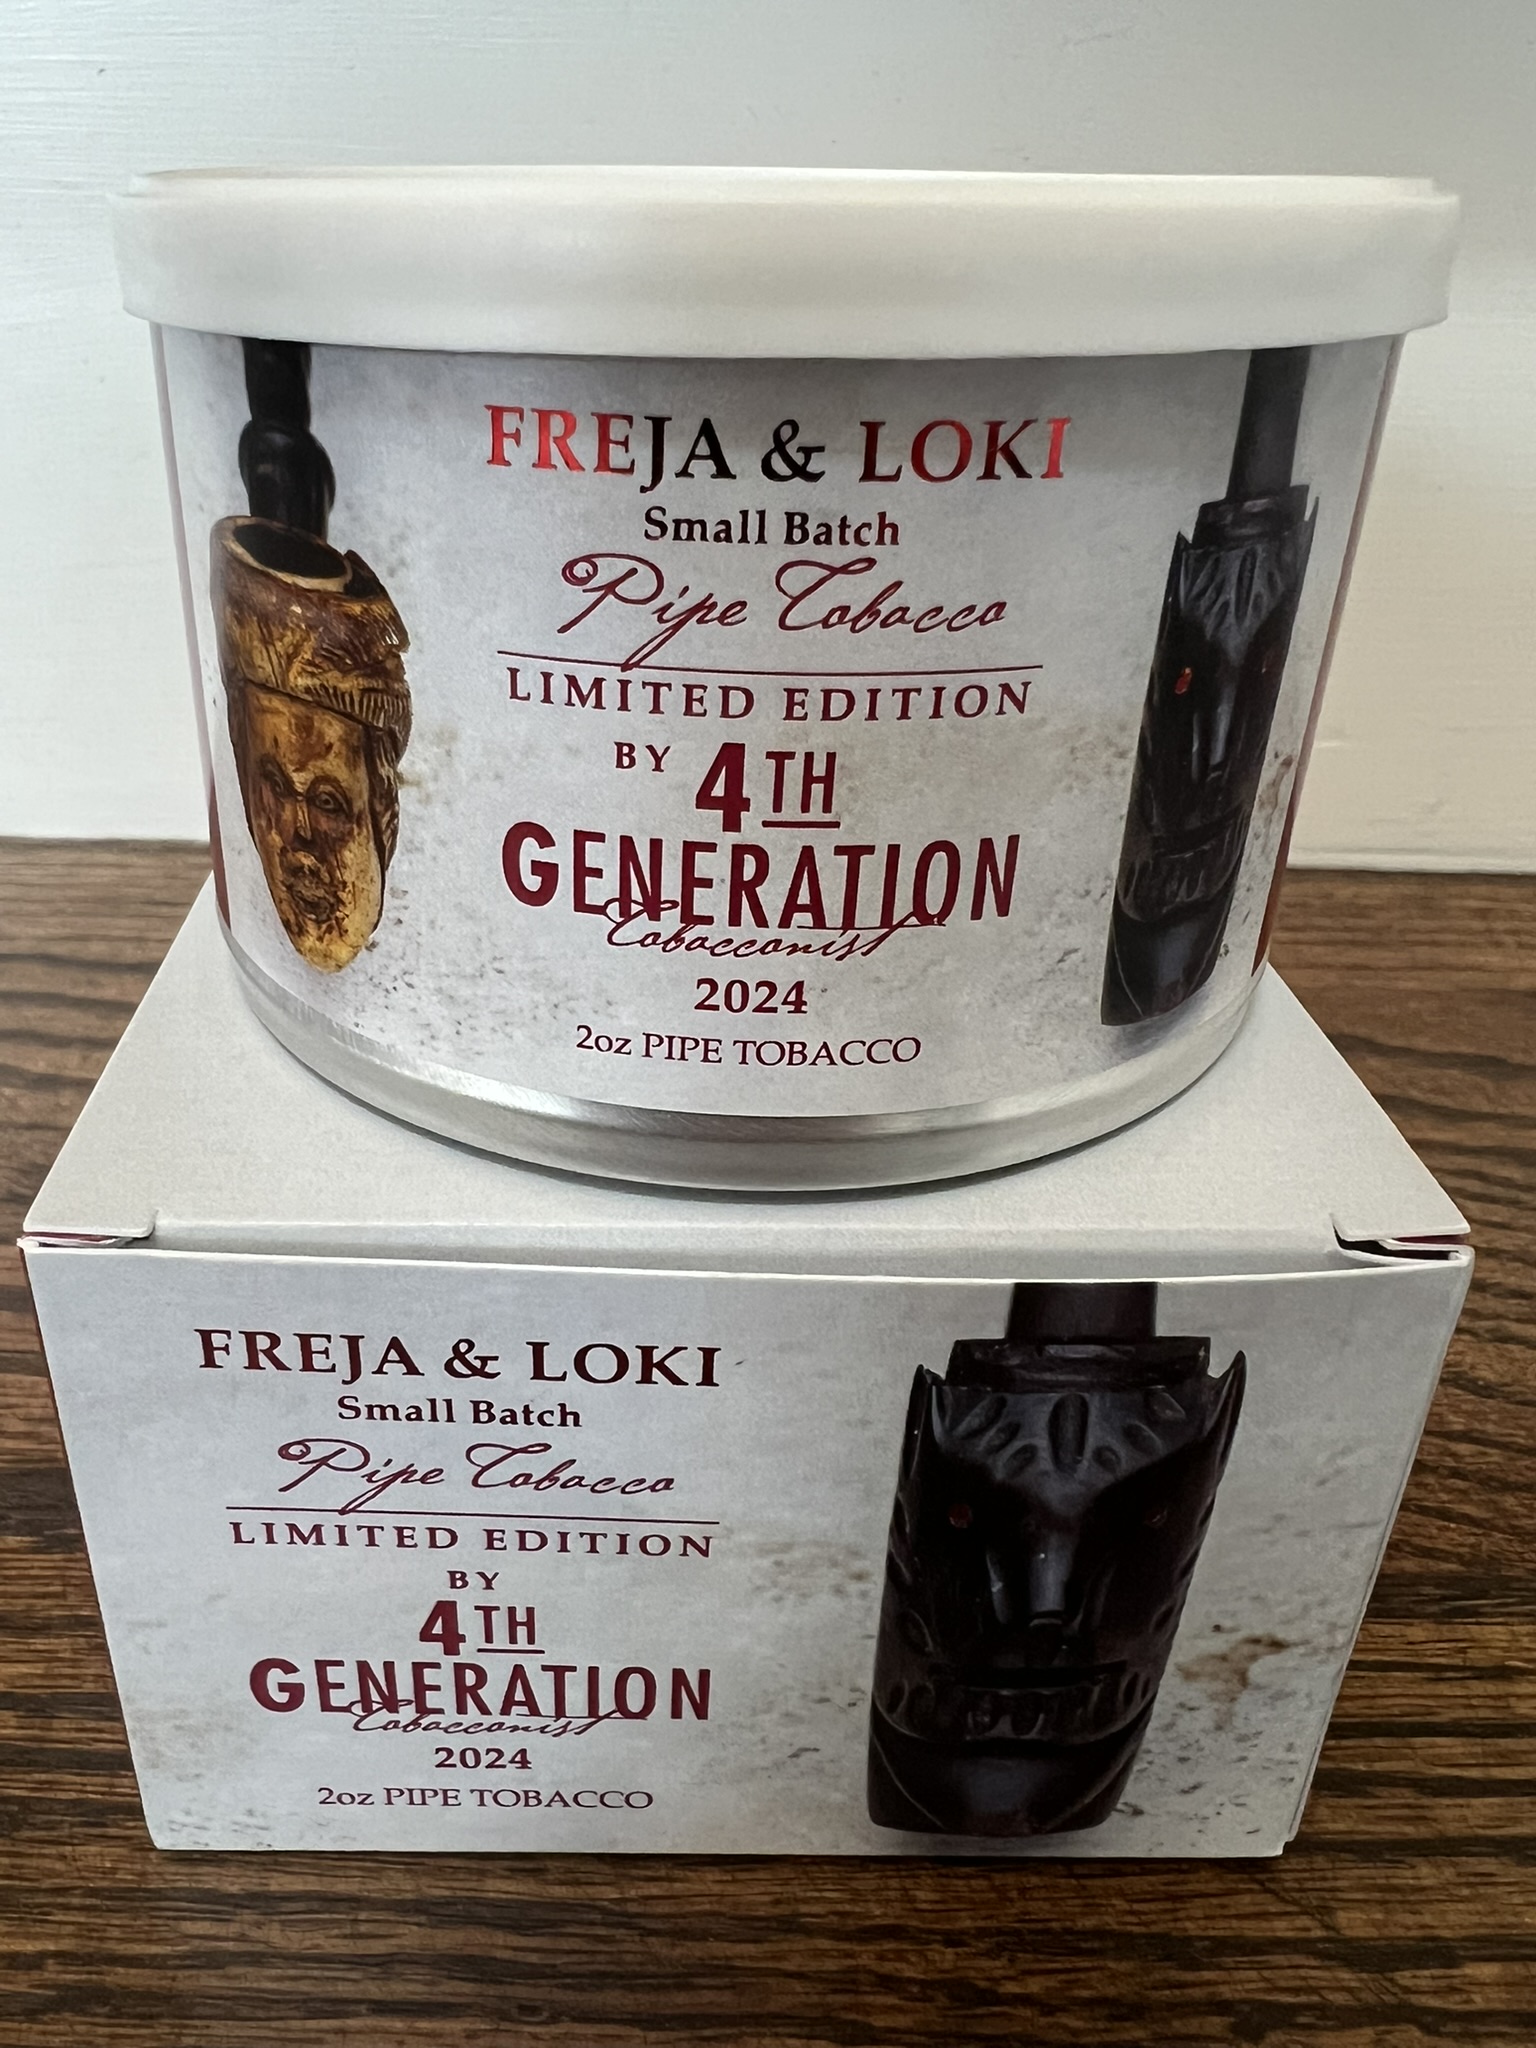 FREJA & LOKI
Small Batch
Pipe Tobacco
LIMITED EDITION
BY 4TH
GENERATION
Tobacconist
2024
2oz PIPE TOBACCO
FREJA & LOKI
Small Batch
Pipe Tobacco
LIMITED EDITION
BY
4TH
GENERATION
Tobacconist
2024
2oz PIPE TOBACCO